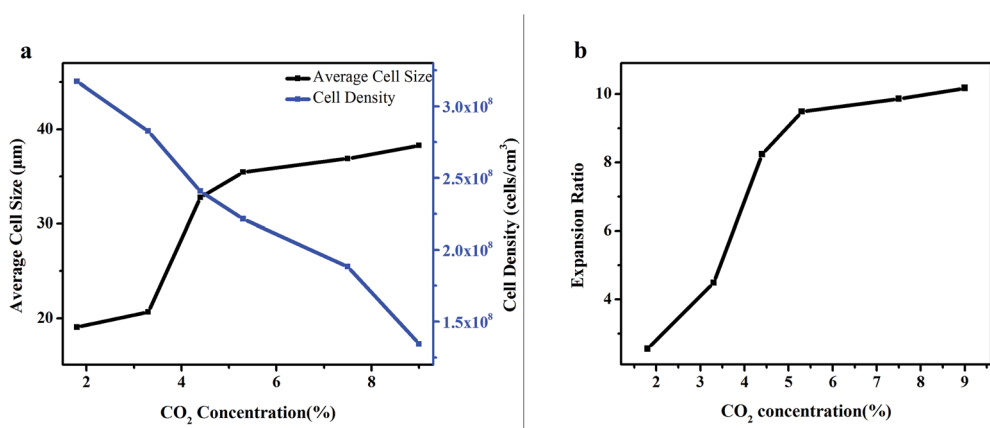 a
Average Cell Size
Cell Density
40
30
20
Average Cell Size (μm)
3.0x10⁸
2.5x10⁸
2.0x10⁸
1.5x10⁸
Cell Density (cells/cm³)
2 4 6 8
CO₂ Concentration(%)
b
10
8
6
4
Expansion Ratio
2 3 4 5 6 7 8 9
CO₂ concentration(%)